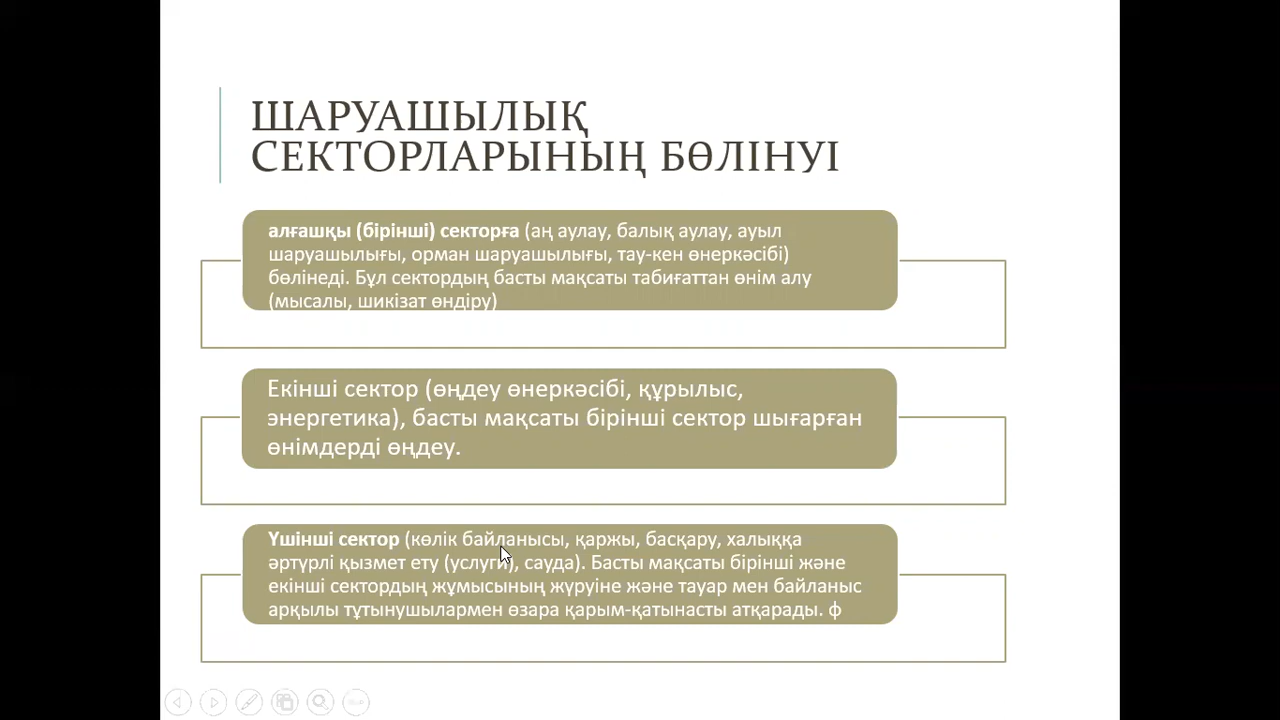 ШАРУАШЫЛЫҚ
СЕКТОРЛАРЫНЫҢ БӨЛІНУІ
алғашқы (бірінші) секторға (аң аулау, балық аулау, ауыл
шаруашылығы, орман шаруашылығы, тау-кен өнеркәсібі)
бөлінеді. Бұл сектордың басты мақсаты табиғаттан өнім алу
(мысалы, шикізат өндіру)
Екінші сектор (өңдеу өнеркәсібі, құрылыс,
энергетика), басты мақсаты бірінші сектор шығарған
өнімдерді өңдеу.
Үшінші сектор (көлік байланысы, қаржы, басқару, халыққа
әртүрлі қызмет ету (услуги), сауда). Басты мақсаты бірінші және
екінші сектордың жұмысының жүруіне және тауар мен байланыс
арқылы тұтынушылармен өзара қарым-қатынасты атқарады. ф